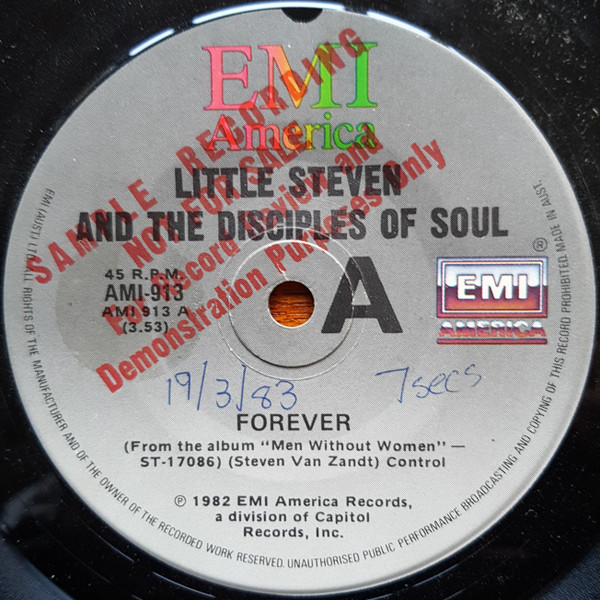 EMI
America
LITTLE STEVEN
AND THE DISCIPLES OF SOUL
SAMPLE RECORDING
NOT FOR SALE
For Record Review and
Demonstration Purposes Only
45 R.P.M.
AMI-913
AMI 913 A
(3.53)
A
®
EMI
AMERICA
19/3/83
7secs
FOREVER
(From the album "Men Without Women" —
ST-17086) (Steven Van Zandt) Control
℗ 1982 EMI America Records,
a division of Capitol
Records, Inc.
EMI (AUST.) LTD. ALL RIGHTS OF THE MANUFACTURER AND OF THE OWNER OF THE RECORDED WORK RESERVED. UNAUTHORISED PUBLIC PERFORMANCE BROADCASTING AND COPYING OF THIS RECORD PROHIBITED. MADE IN AUST.